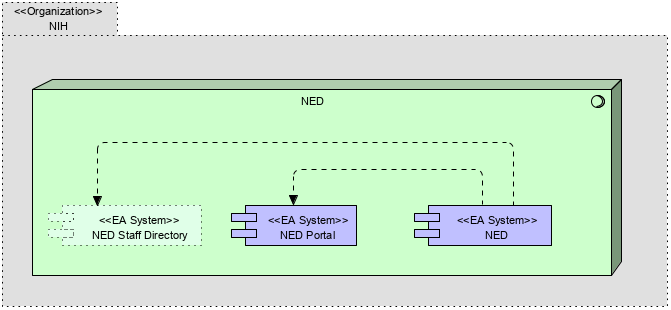 <<Organization>>
NIH
NED
<<EA System>>
NED Staff Directory
<<EA System>>
NED Portal
<<EA System>>
NED